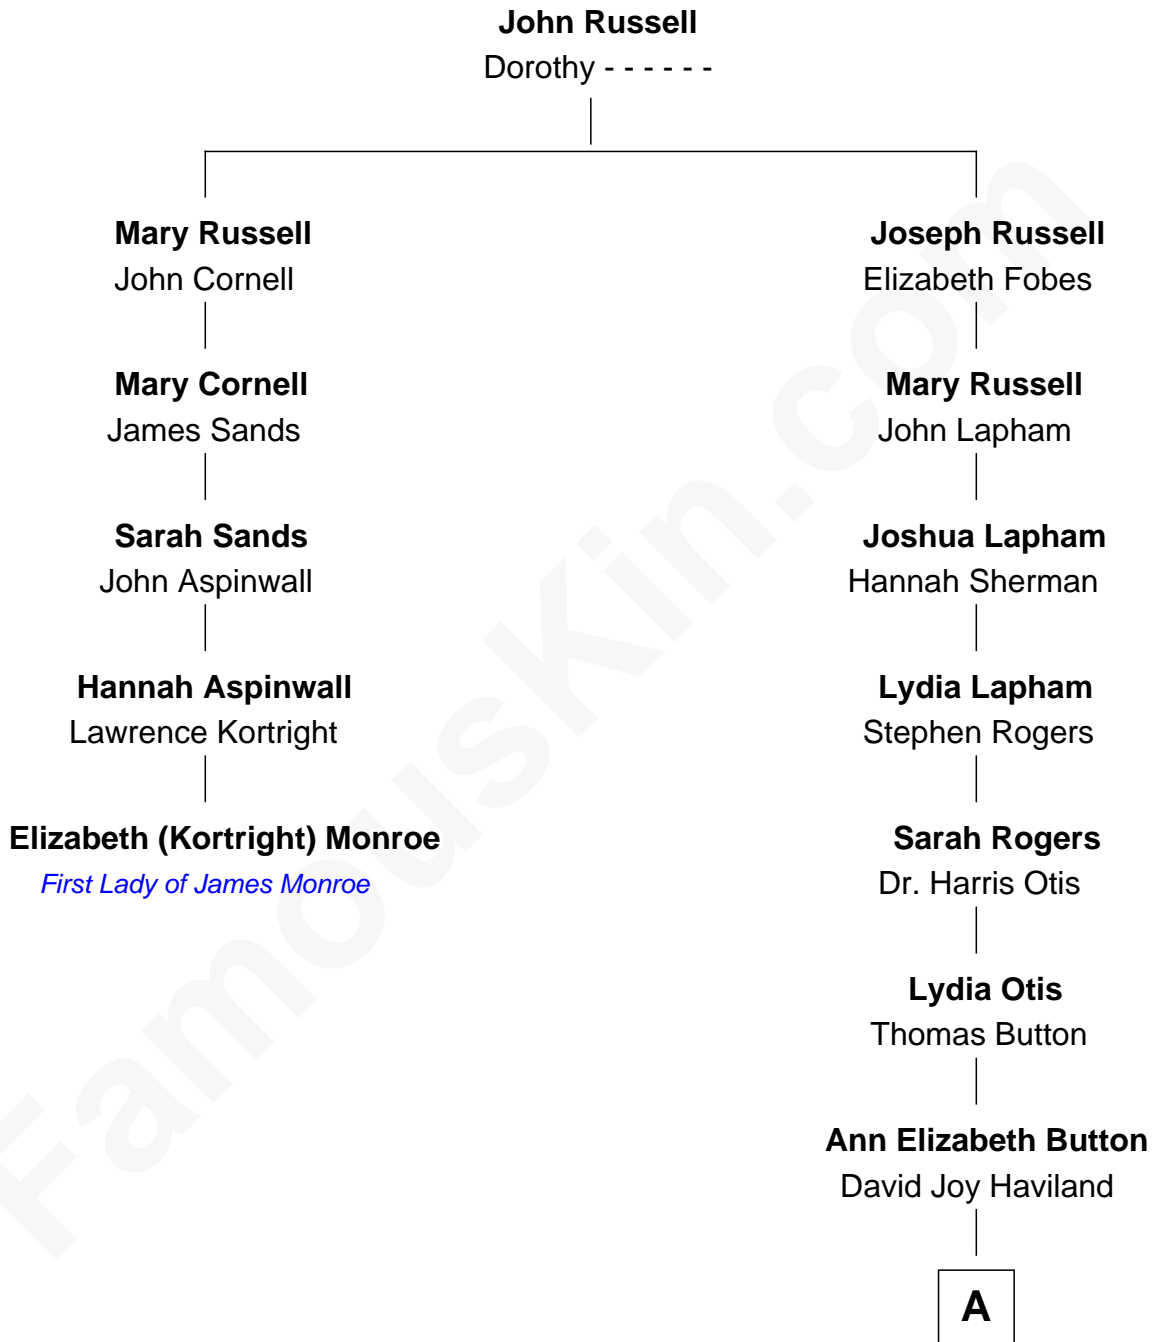 John Russell
Dorothy - - - - - -
Mary Russell
John Cornell
Joseph Russell
Elizabeth Fobes
Mary Cornell
James Sands
Mary Russell
John Lapham
Sarah Sands
John Aspinwall
Joshua Lapham
Hannah Sherman
Hannah Aspinwall
Lawrence Kortright
Lydia Lapham
Stephen Rogers
Elizabeth (Kortright) Monroe
First Lady of James Monroe
Sarah Rogers
Dr. Harris Otis
Lydia Otis
Thomas Button
Ann Elizabeth Button
David Joy Haviland
A
FamousKin.com